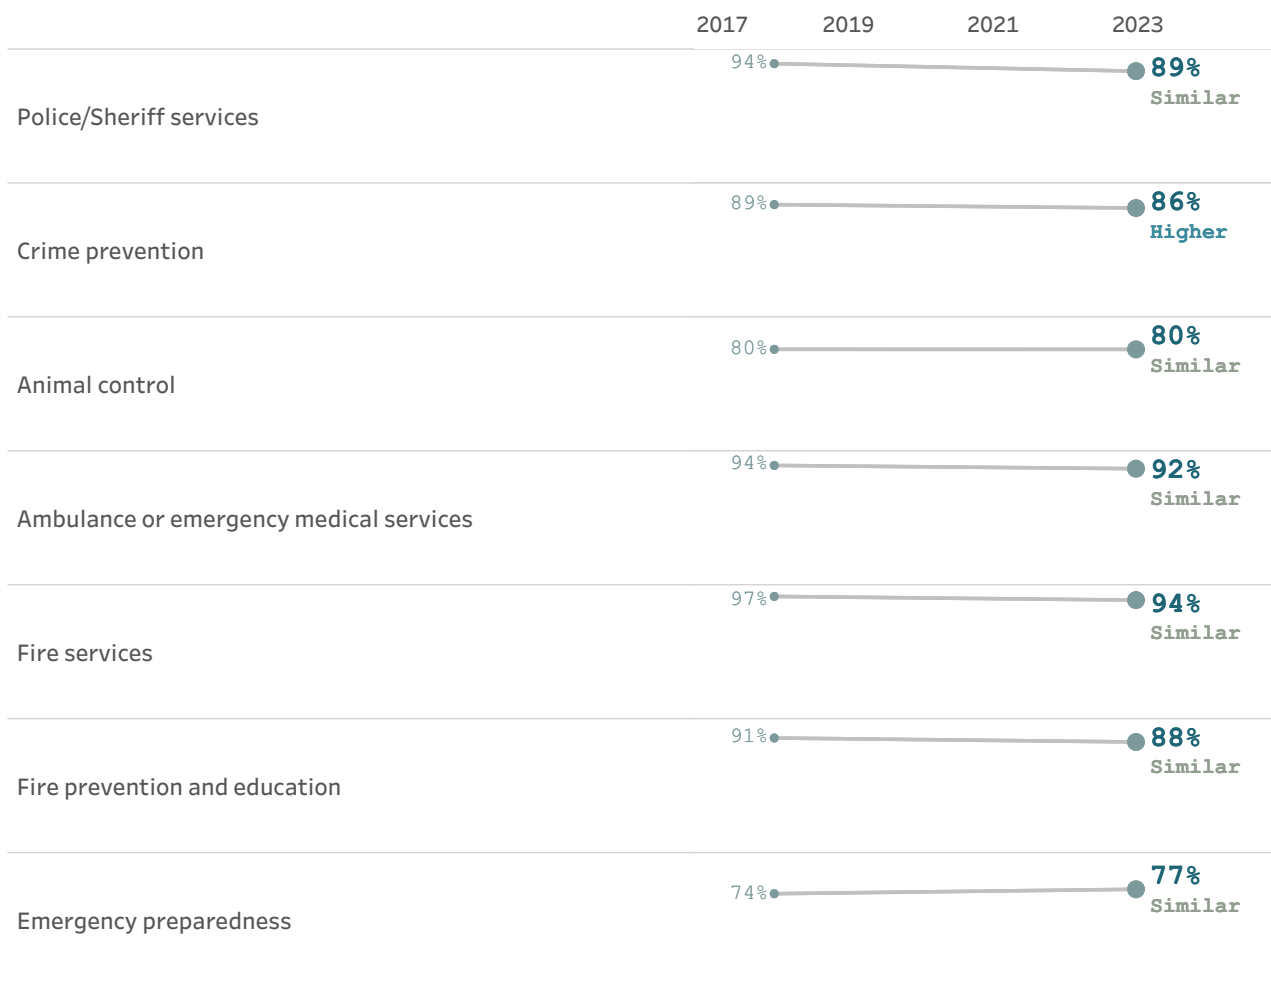 2017 2019 2021 2023
94% 89%
Similar
Police/Sheriff services
89% 86%
Higher
Crime prevention
80% 80%
Similar
Animal control
94% 92%
Similar
Ambulance or emergency medical services
97% 94%
Similar
Fire services
91% 88%
Similar
Fire prevention and education
74% 77%
Similar
Emergency preparedness